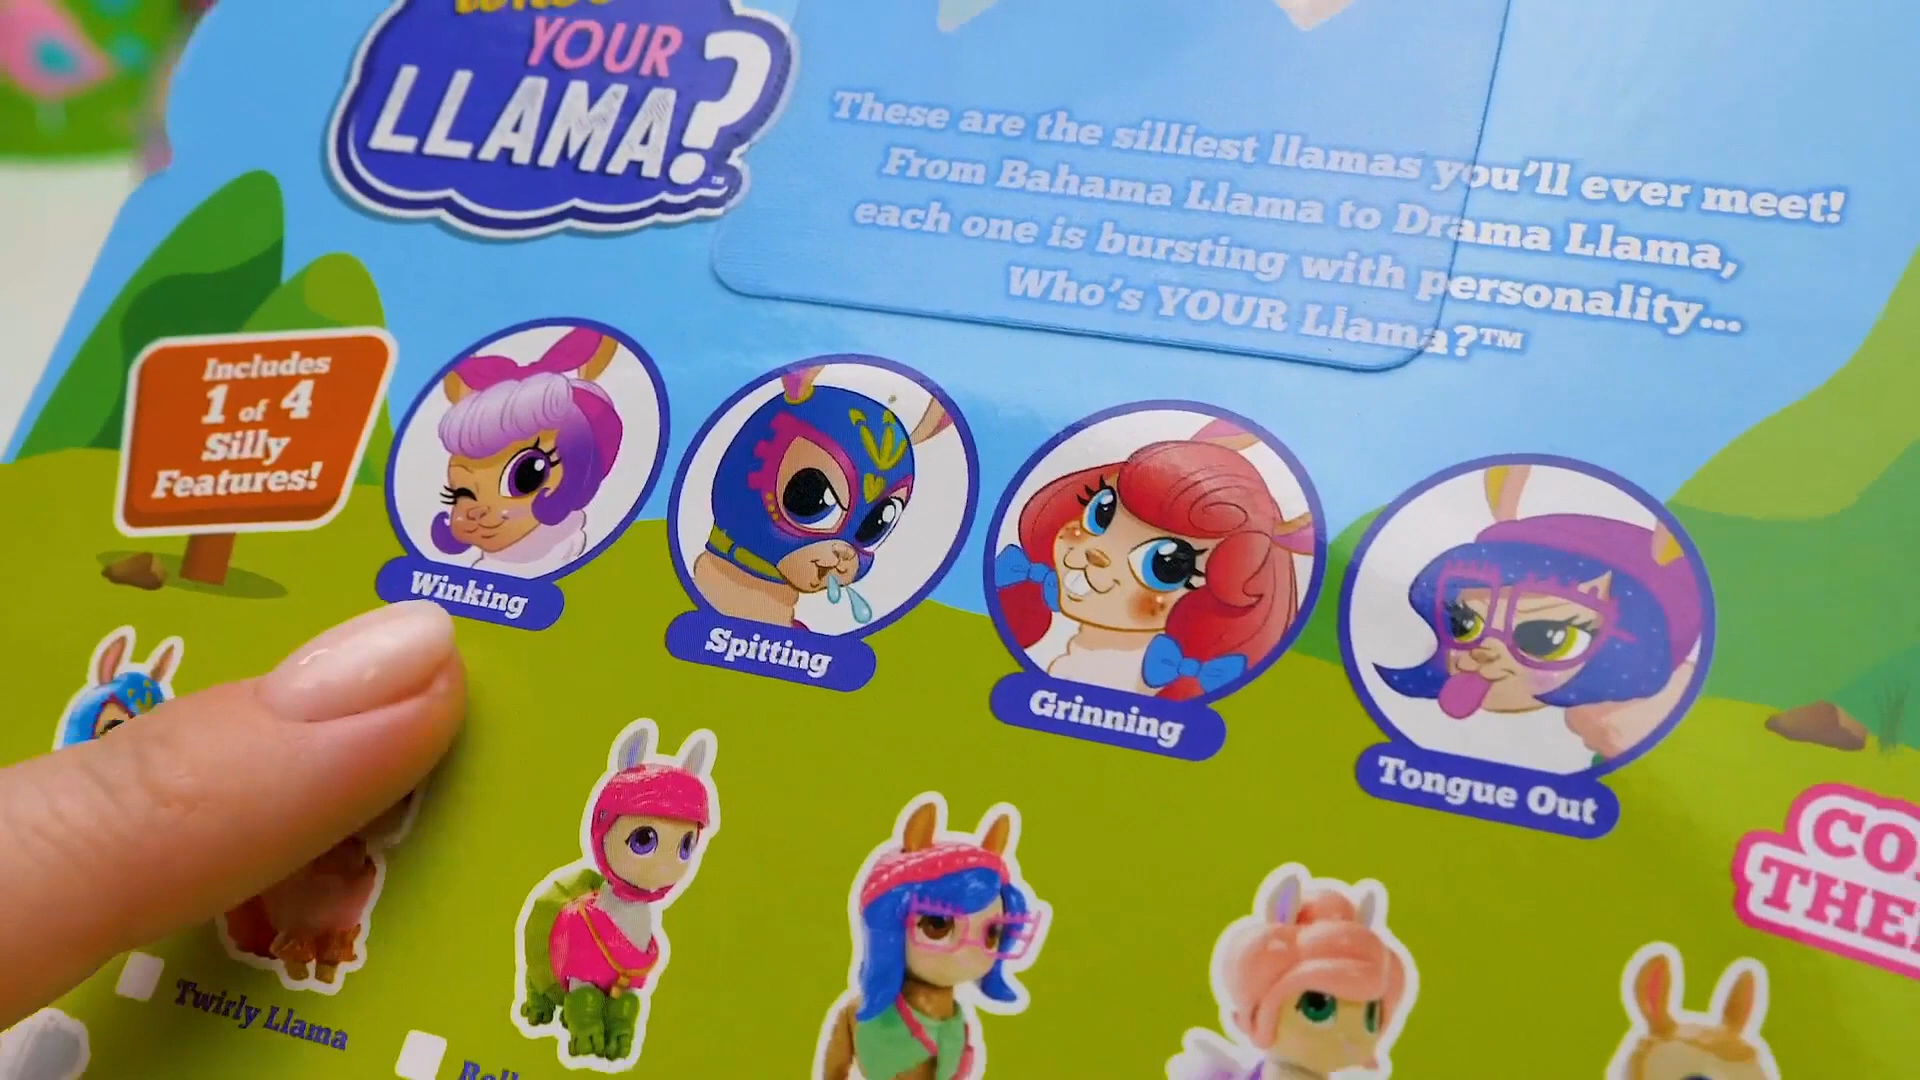 YOUR
LLAMA?
These are the silliest llamas you'll ever meet!
From Bahama Llama to Drama Llama,
each one is bursting with personality...
Who's YOUR Llama?™
Includes
1 of 4
Silly
Features!
Winking
Spitting
Grinning
Tongue Out
THE
Twirly Llama